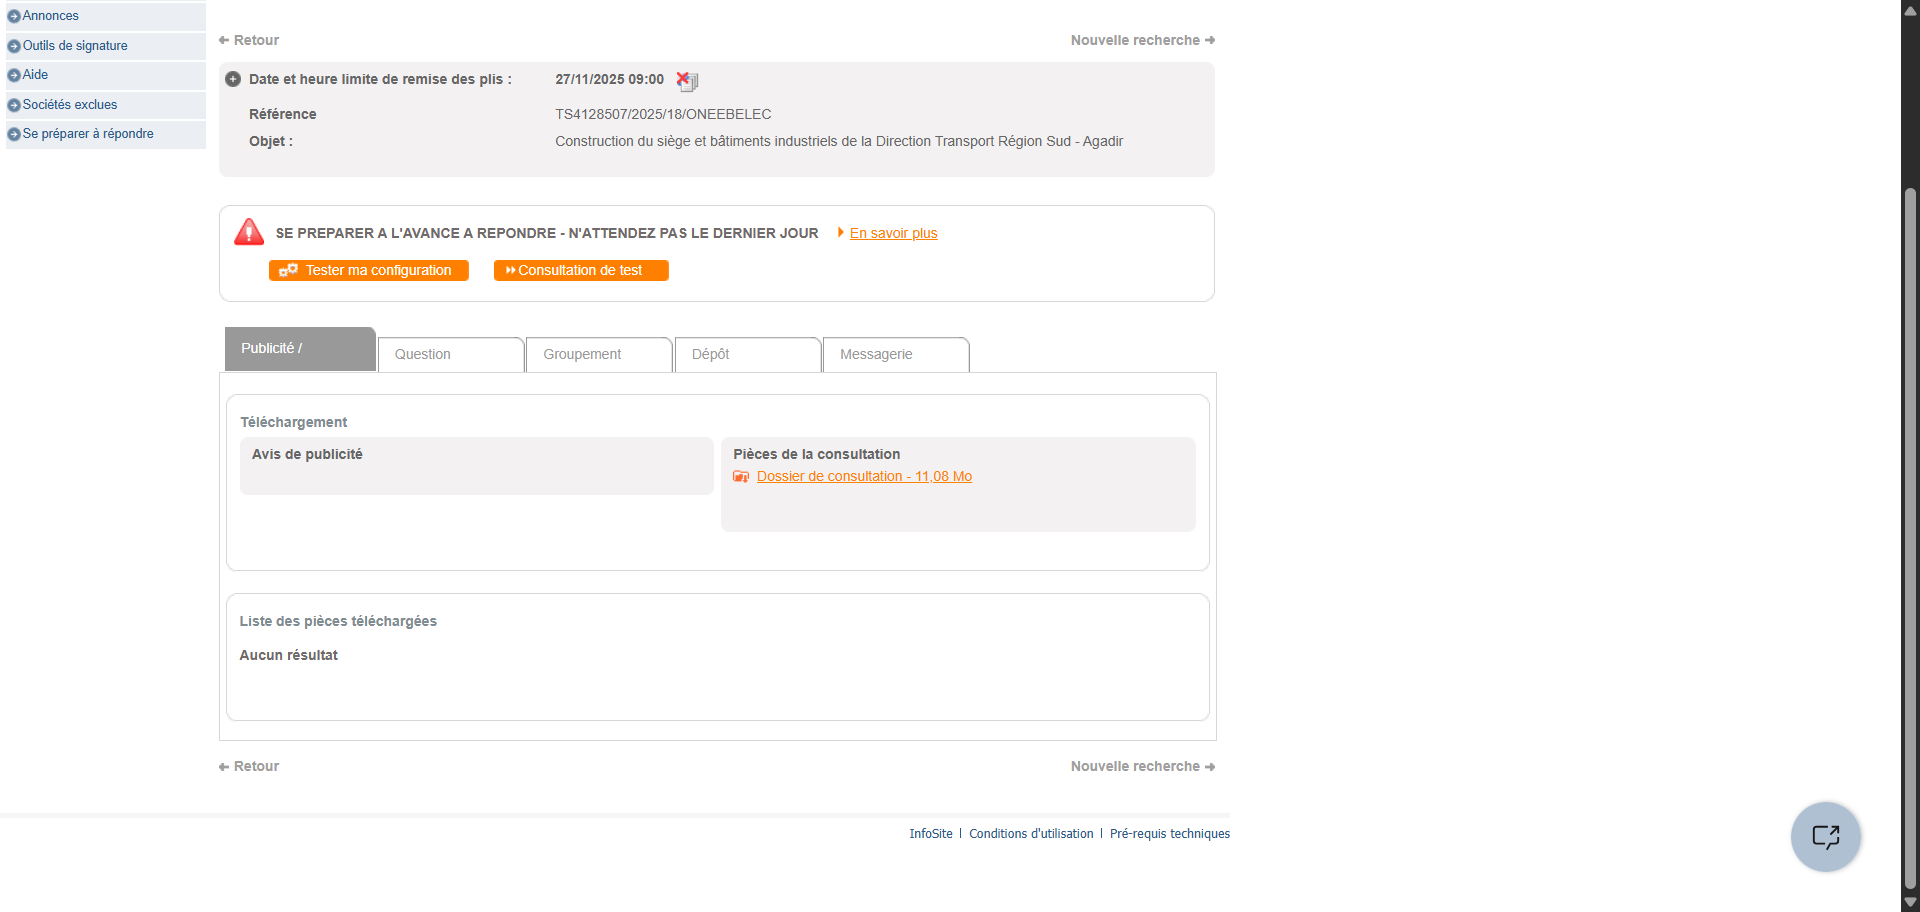 Annonces
Outils de signature
Aide
Sociétés exclues
Se préparer à répondre
Retour
Nouvelle recherche
Date et heure limite de remise des plis : 27/11/2025 09:00
Référence TS4128507/2025/18/ONEEBELEC
Objet : Construction du siège et bâtiments industriels de la Direction Transport Région Sud - Agadir
SE PREPARER A L'AVANCE A REPONDRE - N'ATTENDEZ PAS LE DERNIER JOUR En savoir plus
Tester ma configuration Consultation de test
Publicité / Question Groupement Dépôt Messagerie
Téléchargement
Avis de publicité
Pièces de la consultation
Dossier de consultation - 11,08 Mo
Liste des pièces téléchargées
Aucun résultat
Retour
Nouvelle recherche
InfoSite | Conditions d'utilisation | Pré-requis techniques